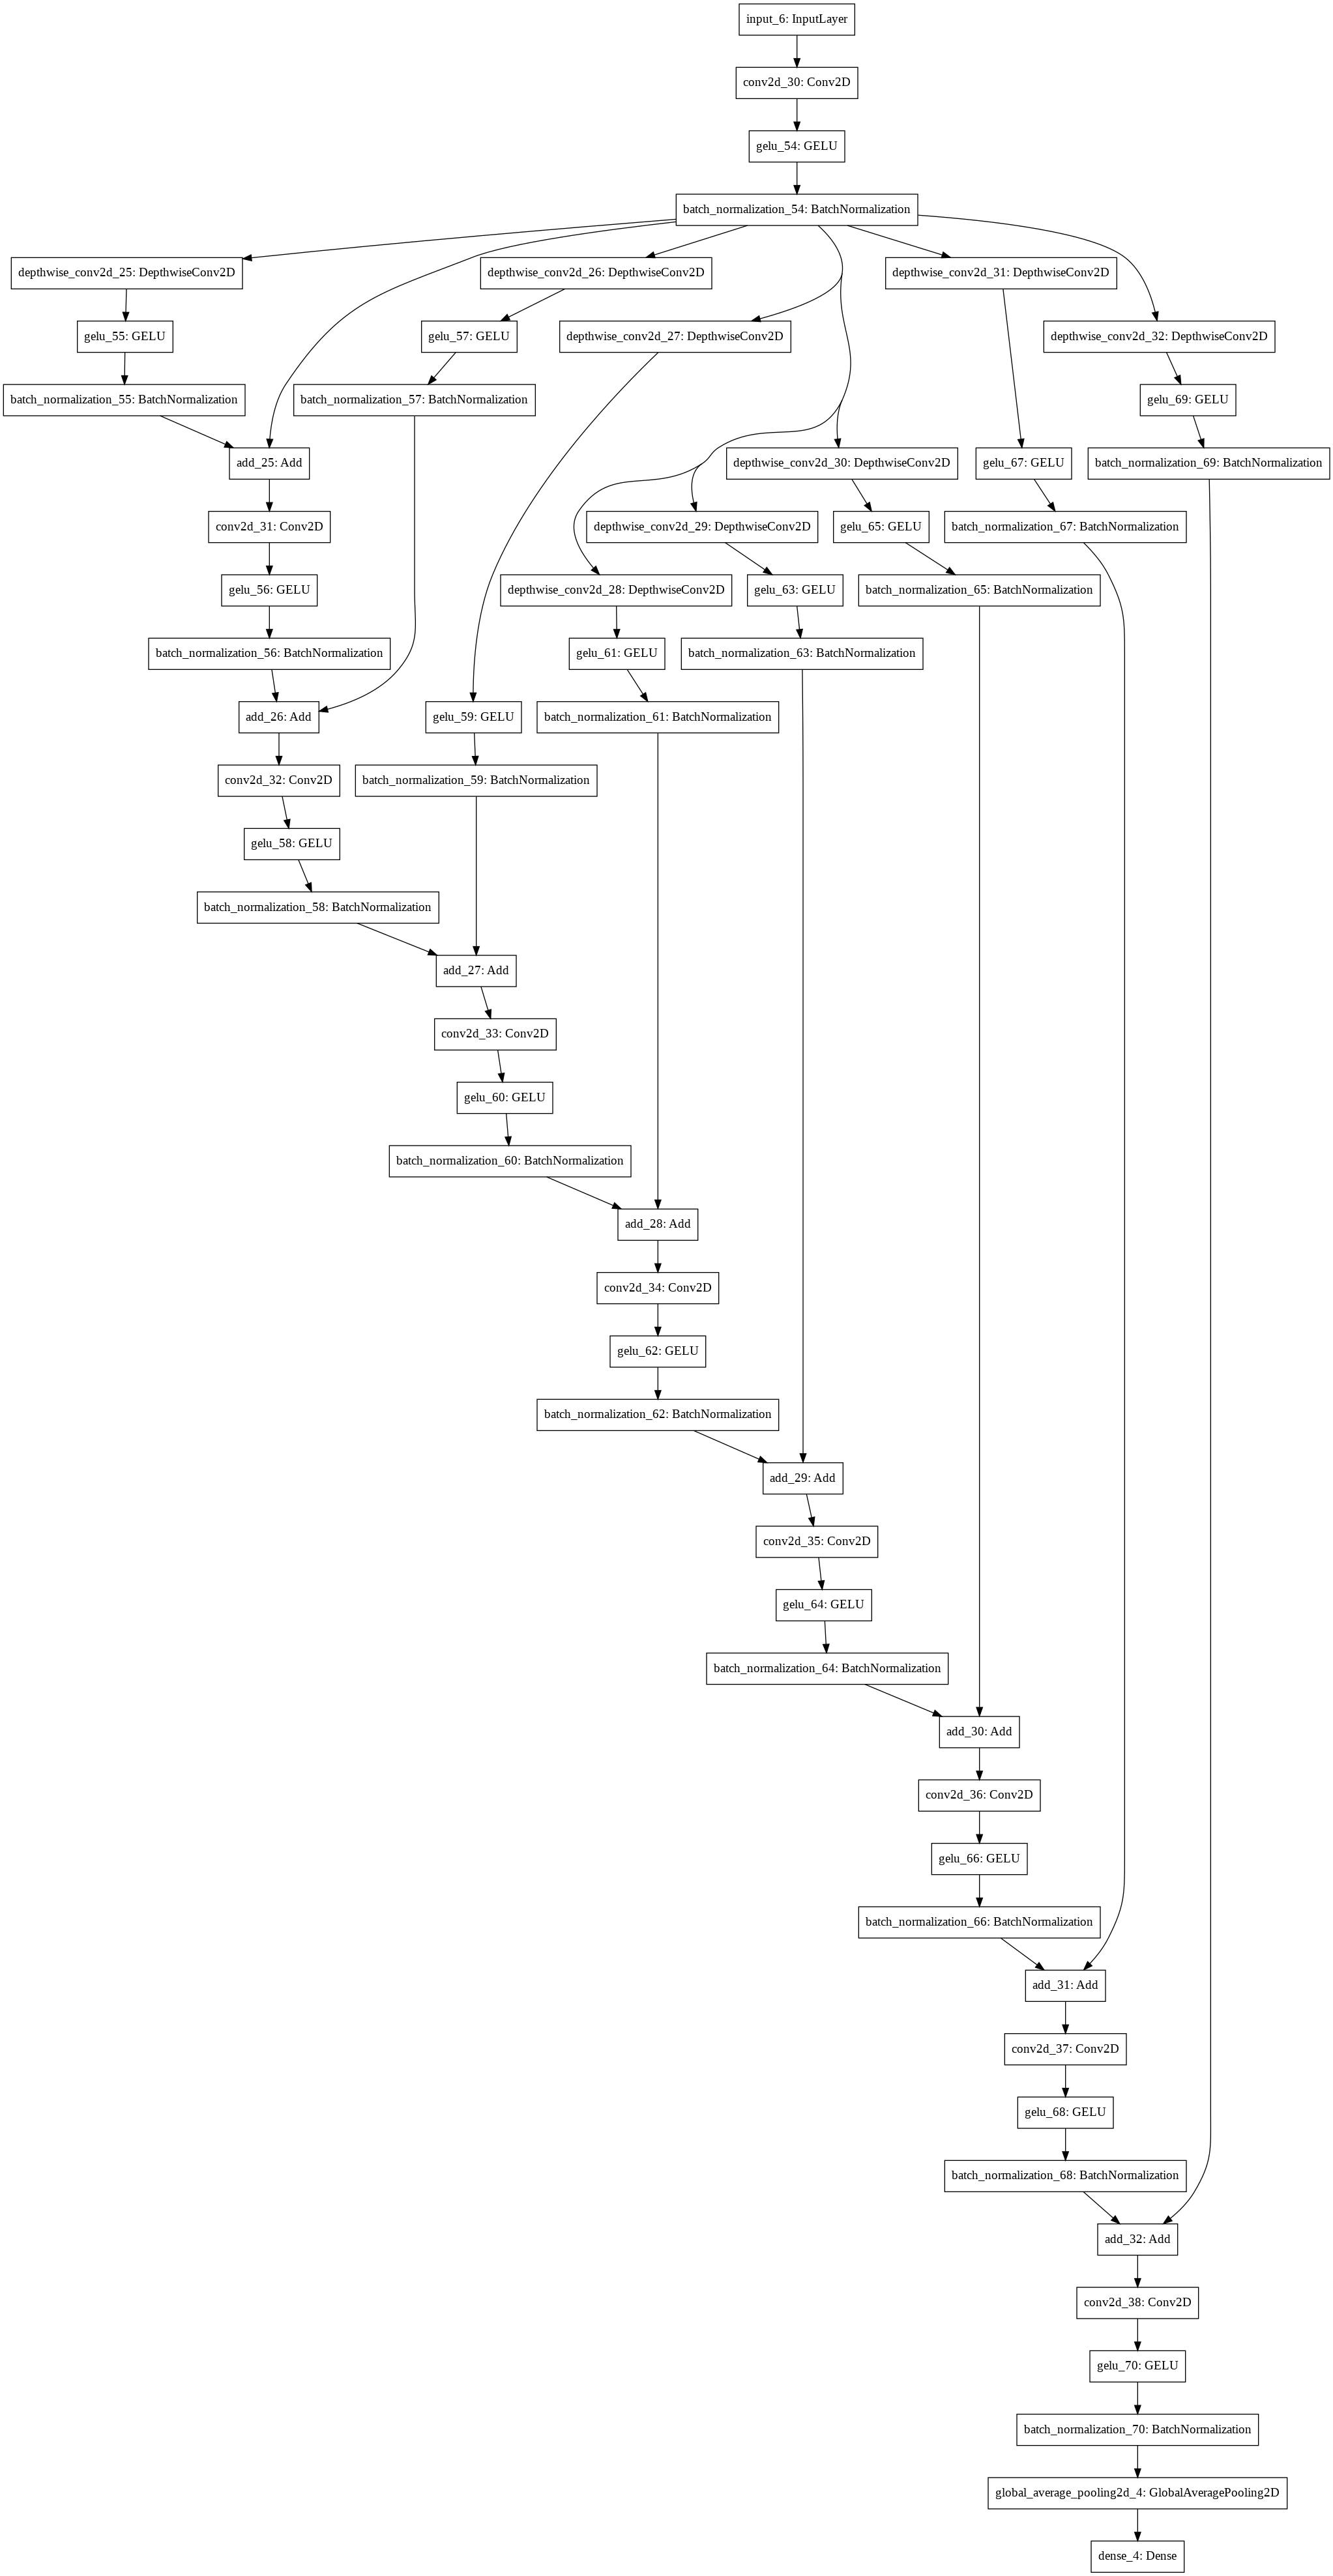 input_6: InputLayer
conv2d_30: Conv2D
gelu_54: GELU
batch_normalization_54: BatchNormalization
depthwise_conv2d_25: DepthwiseConv2D
depthwise_conv2d_26: DepthwiseConv2D
depthwise_conv2d_31: DepthwiseConv2D
gelu_55: GELU
gelu_57: GELU
depthwise_conv2d_27: DepthwiseConv2D
depthwise_conv2d_32: DepthwiseConv2D
batch_normalization_55: BatchNormalization
batch_normalization_57: BatchNormalization
gelu_69: GELU
add_25: Add
depthwise_conv2d_30: DepthwiseConv2D
gelu_67: GELU
batch_normalization_69: BatchNormalization
conv2d_31: Conv2D
depthwise_conv2d_29: DepthwiseConv2D
gelu_65: GELU
batch_normalization_67: BatchNormalization
gelu_56: GELU
depthwise_conv2d_28: DepthwiseConv2D
gelu_63: GELU
batch_normalization_65: BatchNormalization
batch_normalization_56: BatchNormalization
gelu_61: GELU
batch_normalization_63: BatchNormalization
add_26: Add
gelu_59: GELU
batch_normalization_61: BatchNormalization
conv2d_32: Conv2D
batch_normalization_59: BatchNormalization
gelu_58: GELU
batch_normalization_58: BatchNormalization
add_27: Add
conv2d_33: Conv2D
gelu_60: GELU
batch_normalization_60: BatchNormalization
add_28: Add
conv2d_34: Conv2D
gelu_62: GELU
batch_normalization_62: BatchNormalization
add_29: Add
conv2d_35: Conv2D
gelu_64: GELU
batch_normalization_64: BatchNormalization
add_30: Add
conv2d_36: Conv2D
gelu_66: GELU
batch_normalization_66: BatchNormalization
add_31: Add
conv2d_37: Conv2D
gelu_68: GELU
batch_normalization_68: BatchNormalization
add_32: Add
conv2d_38: Conv2D
gelu_70: GELU
batch_normalization_70: BatchNormalization
global_average_pooling2d_4: GlobalAveragePooling2D
dense_4: Dense